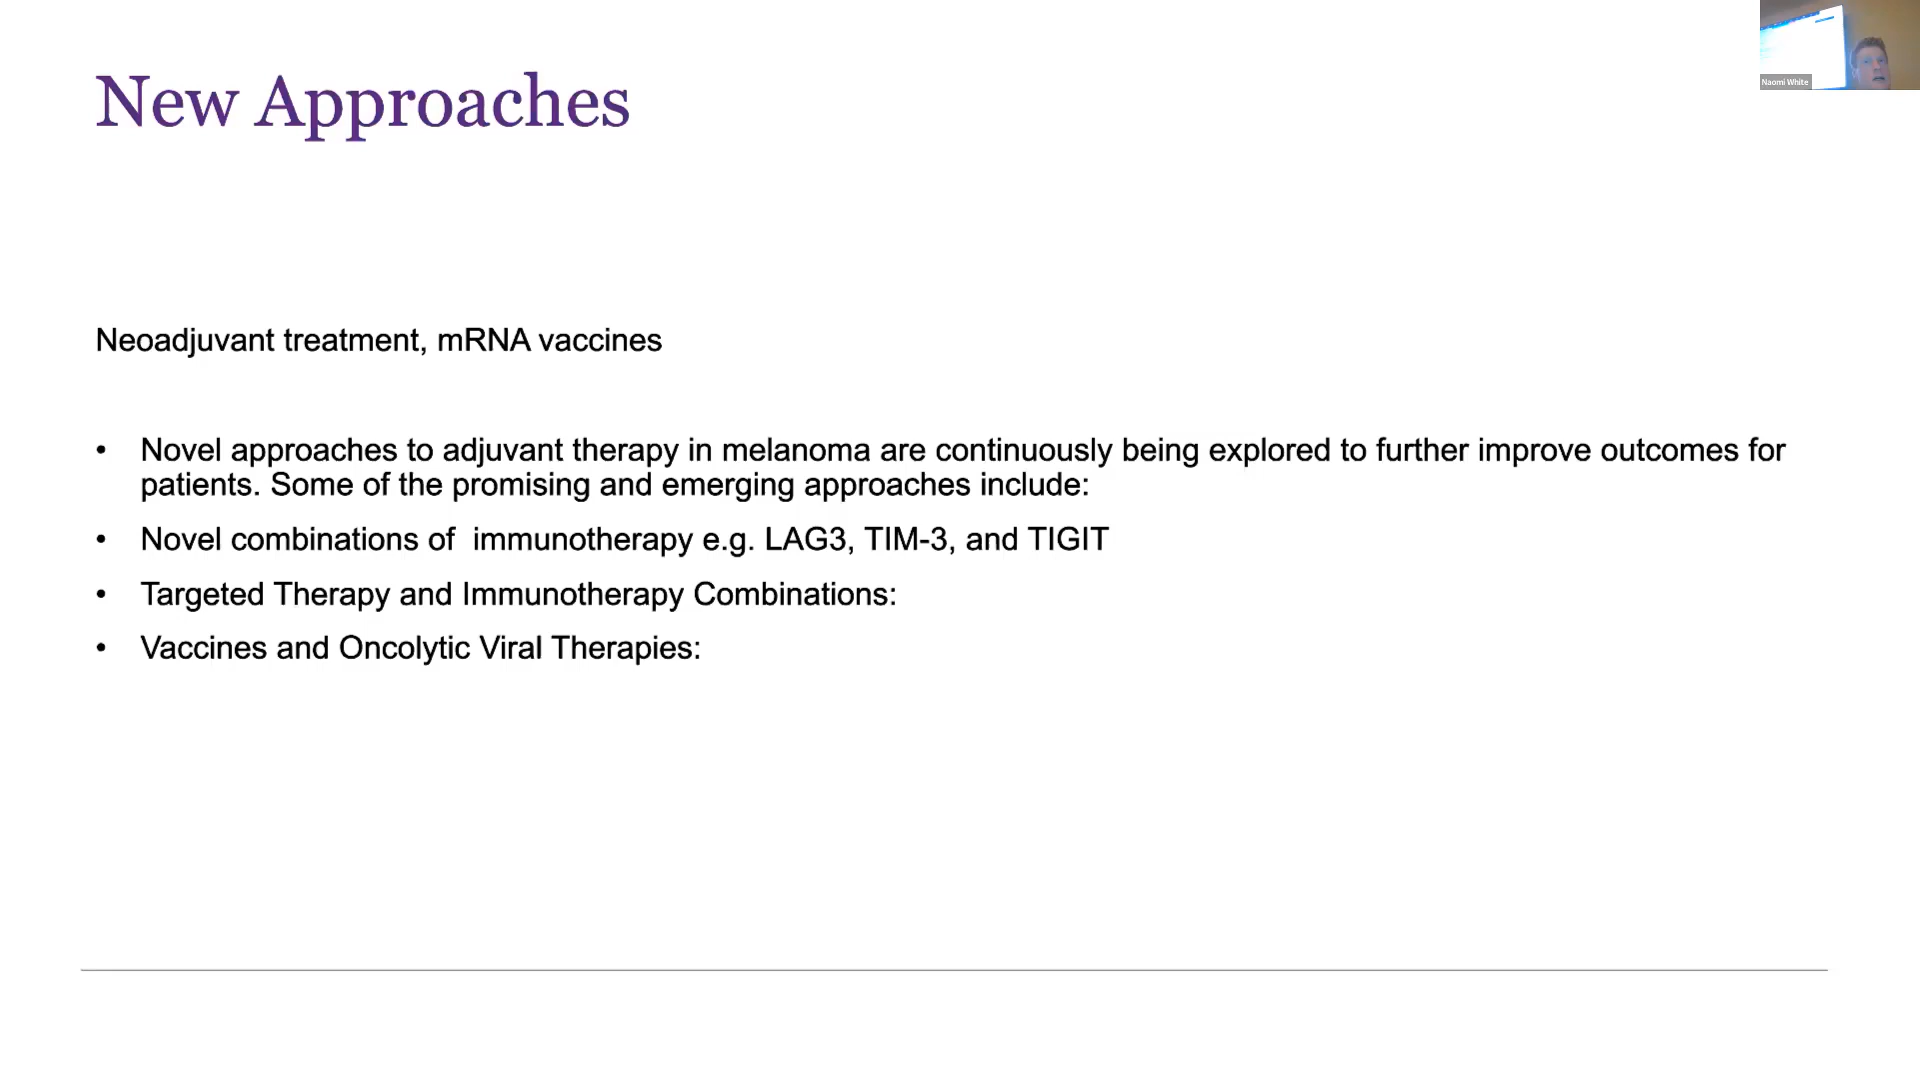 New Approaches
Naomi White
Neoadjuvant treatment, mRNA vaccines
• Novel approaches to adjuvant therapy in melanoma are continuously being explored to further improve outcomes for
patients. Some of the promising and emerging approaches include:
• Novel combinations of  immunotherapy e.g. LAG3, TIM-3, and TIGIT
• Targeted Therapy and Immunotherapy Combinations:
• Vaccines and Oncolytic Viral Therapies: